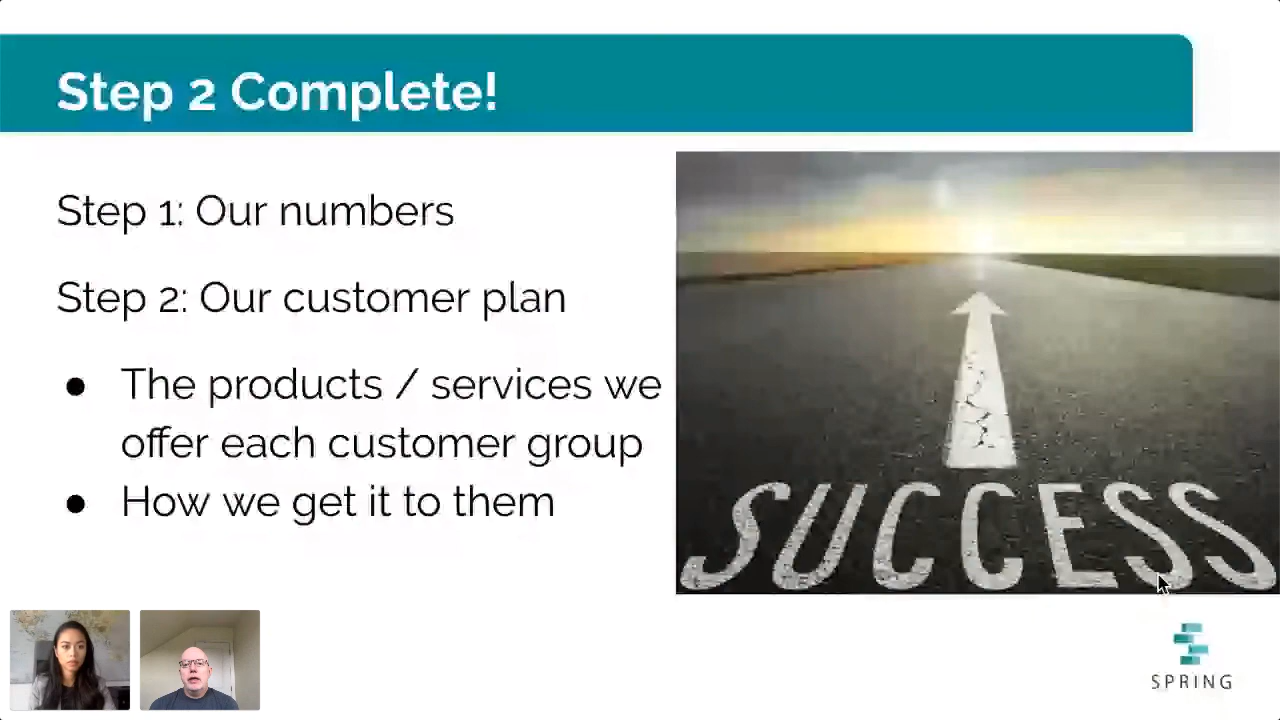 Step 2 Complete!
Step 1: Our numbers
Step 2: Our customer plan
● The products / services we
offer each customer group
● How we get it to them
SUCCESS
SPRING